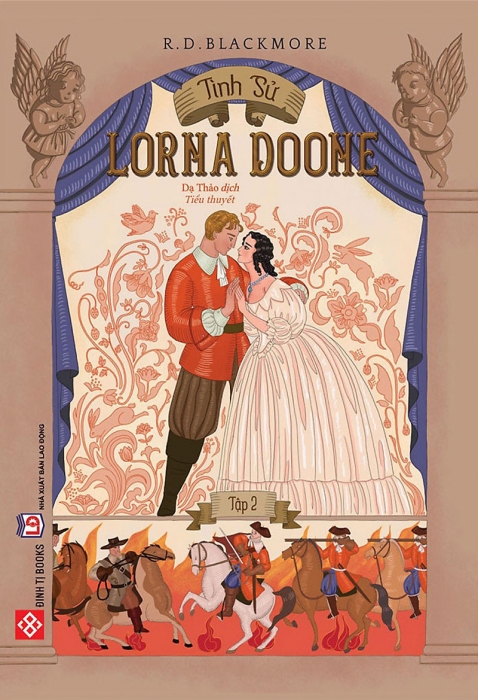 R.D.BLACKMORE
Tình Sử
LORNA DOONE
Dạ Thảo dịch
Tiểu thuyết
Tập 2
ĐINH TỊ BOOKS
NHÀ XUẤT BẢN LAO ĐỘNG
LĐ